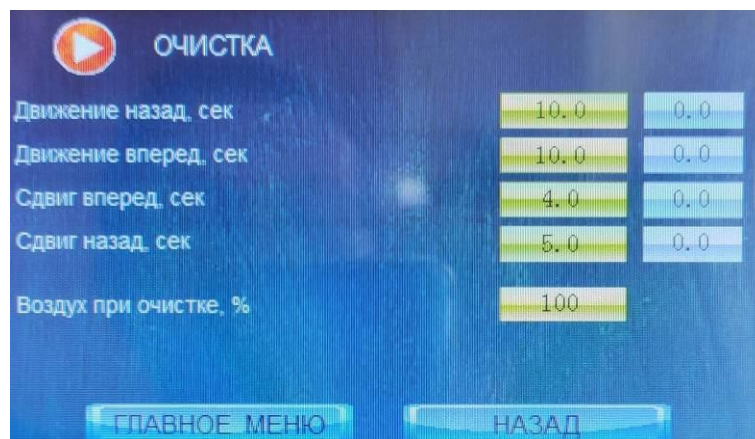 ОЧИСТКА
Движение назад, сек 10.0 0.0
Движение вперед, сек 10.0 0.0
Сдвиг вперед, сек 4.0 0.0
Сдвиг назад, сек 5.0 0.0
Воздух при очистке, % 100
ГЛАВНОЕ МЕНЮ НАЗАД